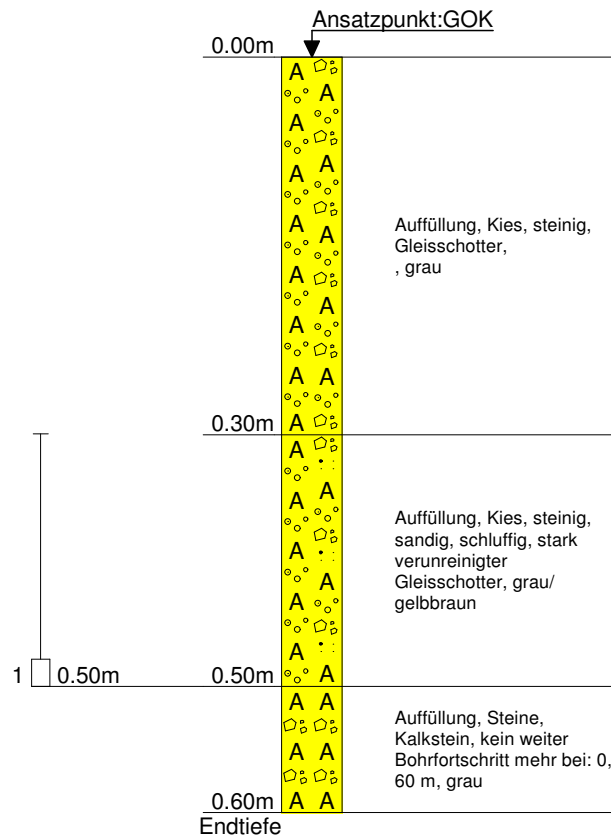 Ansatzpunkt:GOK
0.00m
Auffüllung, Kies, steinig,
Gleisschotter,
, grau
0.30m
Auffüllung, Kies, steinig,
sandig, schluffig, stark
verunreinigter
Gleisschotter, grau/
gelbbraun
1 0.50m 0.50m
Auffüllung, Steine,
Kalkstein, kein weiter
Bohrfortschritt mehr bei: 0,
60 m, grau
0.60m
Endtiefe
A A
A
A A
A
A A
A
A A
A
A A
A
A A
A
A A
A
A A
A
A A
A A
A A